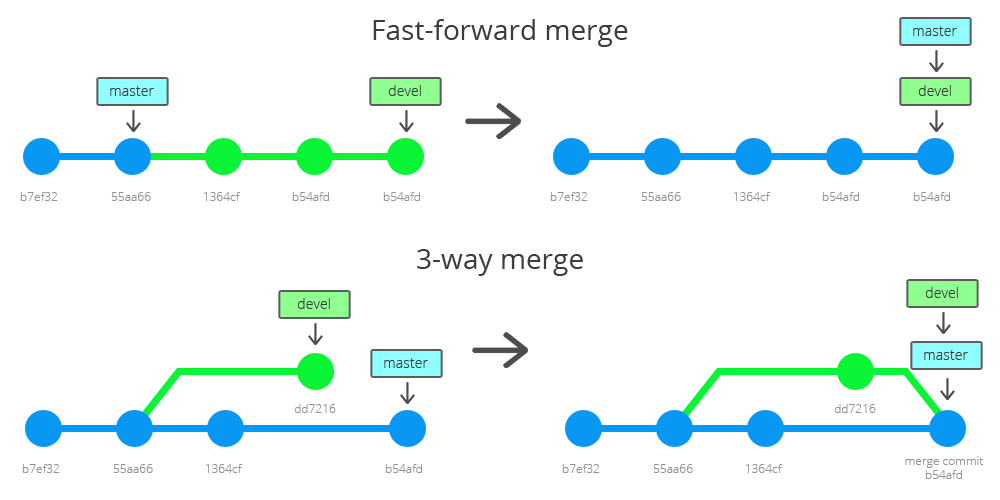 Fast-forward merge
master
devel
master
devel
b7ef32
55aa66
1364cf
b54afd
b54afd
b7ef32
55aa66
1364cf
b54afd
b54afd
3-way merge
devel
master
dd7216
b7ef32
55aa66
1364cf
b54afd
devel
master
dd7216
b7ef32
55aa66
1364cf
merge commit
b54afd